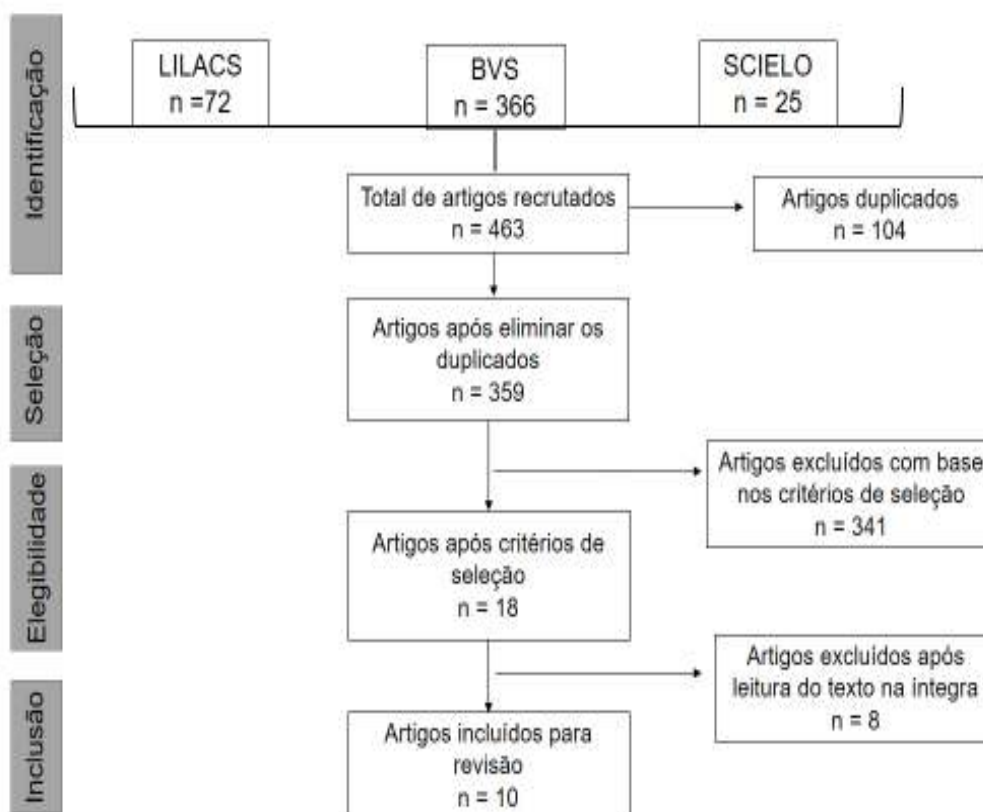 Identificação
LILACS
n =72
BVS
n = 366
SCIELO
n = 25
Total de artigos recrutados
n = 463
Artigos duplicados
n = 104
Seleção
Artigos após eliminar os
duplicados
n = 359
Artigos excluídos com base
nos critérios de seleção
n = 341
Elegibilidade
Artigos após critérios de
seleção
n = 18
Artigos excluídos após
leitura do texto na integra
n = 8
Inclusão
Artigos incluídos para
revisão
n = 10